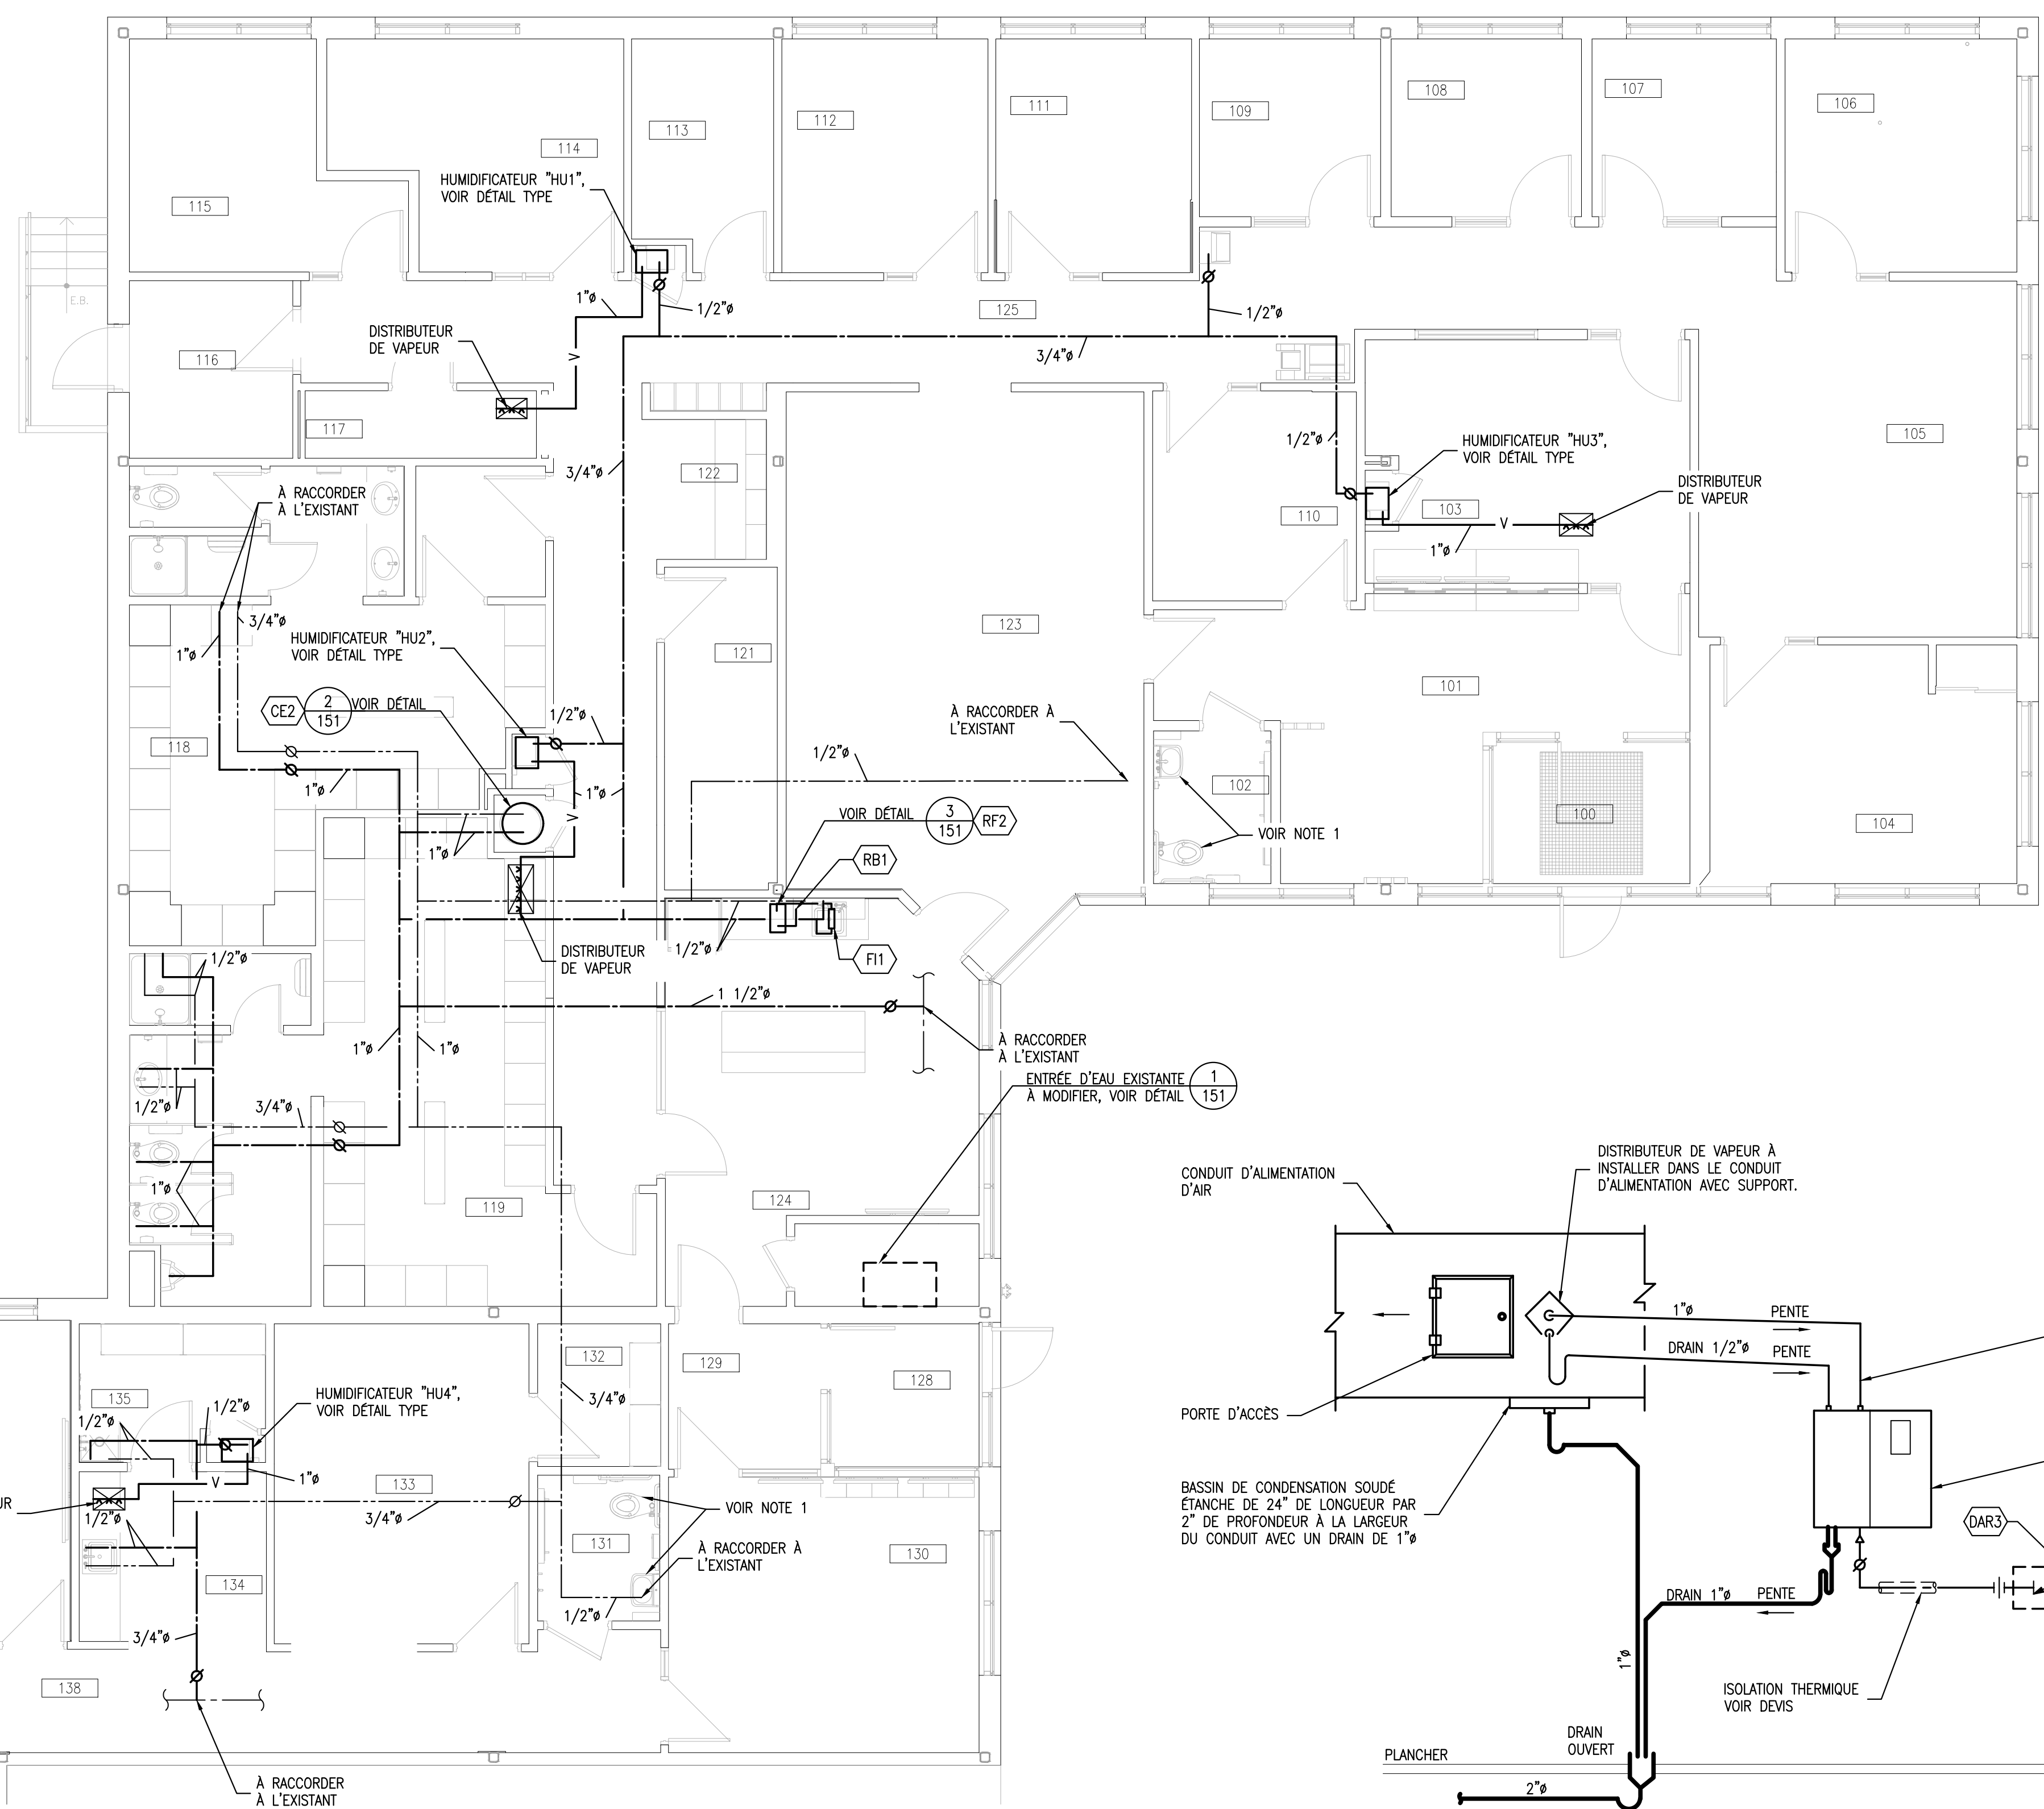 115
114
113
112
111
109
108
107
106
HUMIDIFICATEUR "HU1",
VOIR DÉTAIL TYPE
E.B.
116
1"ø
1/2"ø
125
1/2"ø
DISTRIBUTEUR
DE VAPEUR
V
3/4"ø
117
3/4"ø
122
1/2"ø
HUMIDIFICATEUR "HU3",
VOIR DÉTAIL TYPE
105
À RACCORDER
À L'EXISTANT
110
103
V
1"ø
DISTRIBUTEUR
DE VAPEUR
3/4"ø
1"ø
HUMIDIFICATEUR "HU2",
VOIR DÉTAIL TYPE
121
123
101
CE2
2
151
VOIR DÉTAIL
1/2"ø
À RACCORDER À
L'EXISTANT
118
1/2"ø
1"ø
1"ø
V
1"ø
102
100
104
VOIR DÉTAIL
3
151
RF2
VOIR NOTE 1
RB1
FI1
1/2"ø
DISTRIBUTEUR
DE VAPEUR
1/2"ø
1 1/2"ø
1"ø
1"ø
À RACCORDER
À L'EXISTANT
ENTRÉE D'EAU EXISTANTE
À MODIFIER, VOIR DÉTAIL
1
151
1/2"ø
3/4"ø
1"ø
119
124
132
129
128
3/4"ø
135
1/2"ø
1/2"ø
HUMIDIFICATEUR "HU4",
VOIR DÉTAIL TYPE
V
1"ø
133
3/4"ø
UR
1/2"ø
VOIR NOTE 1
131
À RACCORDER À
L'EXISTANT
130
134
1/2"ø
3/4"ø
138
À RACCORDER
À L'EXISTANT
CONDUIT D'ALIMENTATION
D'AIR
DISTRIBUTEUR DE VAPEUR À
INSTALLER DANS LE CONDUIT
D'ALIMENTATION AVEC SUPPORT.
1"ø
PENTE
DRAIN 1/2"ø
PENTE
PORTE D'ACCÈS
BASSIN DE CONDENSATION SOUDÉ
ÉTANCHE DE 24" DE LONGUEUR PAR
2" DE PROFONDEUR À LA LARGEUR
DU CONDUIT AVEC UN DRAIN DE 1"ø
DAR3
DRAIN 1"ø
PENTE
1"ø
ISOLATION THERMIQUE
VOIR DEVIS
DRAIN
OUVERT
PLANCHER
2"ø